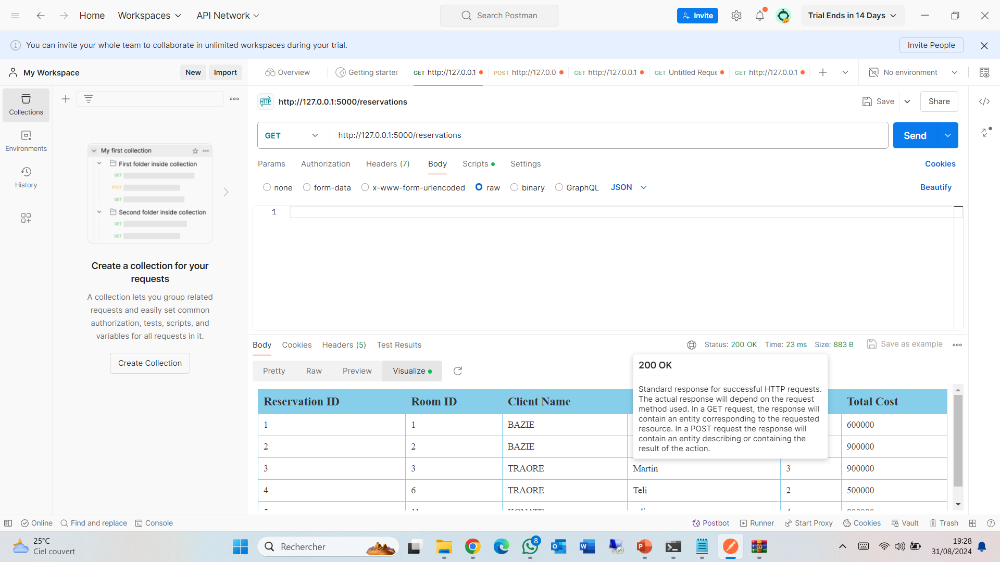 Home
Workspaces
API Network
Search Postman
Invite
Trial Ends in 14 Days
You can invite your whole team to collaborate in unlimited workspaces during your trial.
Invite People
My Workspace
New
Import
Overview
Getting started
GET http://127.0.0.1
POST http://127.0.0
GET http://127.0.0.1
GET Untitled Reque
GET http://127.0.0.1
No environment
Collections
Environments
History
My first collection
First folder inside collection
GET
POST
GET
Second folder inside collection
GET
GET
Create a collection for your
requests
A collection lets you group related
requests and easily set common
authorization, tests, scripts, and
variables for all requests in it.
Create Collection
HTTP http://127.0.0.1:5000/reservations
Save
Share
GET
http://127.0.0.1:5000/reservations
Send
Params Authorization Headers (7) Body Scripts Settings
Cookies
none form-data x-www-form-urlencoded raw binary GraphQL JSON
Beautify
1
Body Cookies Headers (5) Test Results
Status: 200 OK Time: 23 ms Size: 883 B
Save as example
Pretty Raw Preview Visualize
200 OK
Standard response for successful HTTP requests.
The actual response will depend on the request
method used. In a GET request, the response will
contain an entity corresponding to the requested
resource. In a POST request the response will
contain an entity describing or containing the
result of the action.
Reservation ID Room ID Client Name Total Cost
1 1 BAZIE 600000
2 2 BAZIE 900000
3 3 TRAORE Martin 3 900000
4 6 TRAORE Teli 2 500000
Online
Find and replace
Console
Postbot
Runner
Start Proxy
Cookies
Vault
Trash
25°C
Ciel couvert
Rechercher
8
19:28
31/08/2024